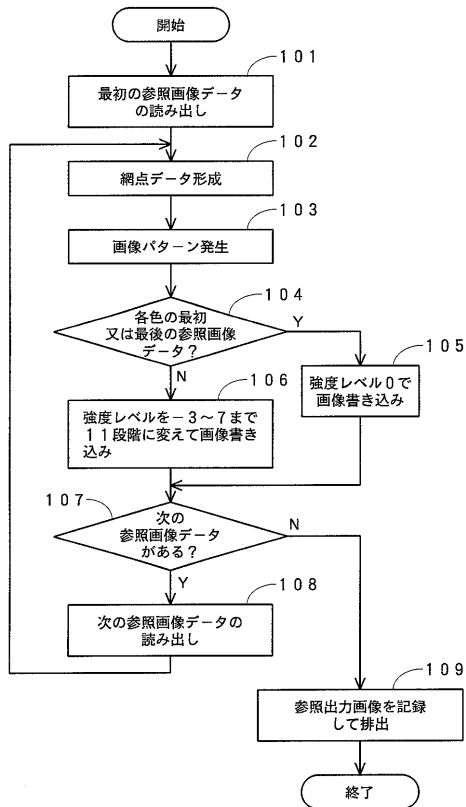 開始
101
最初の参照画像データ
の読み出し
102
網点データ形成
103
画像パターン発生
104
各色の最初
又は最後の参照画像
データ?
Y
N
105
強度レベル0で
画像書き込み
106
強度レベルを－3～7まで
11段階に変えて画像書き
込み
107
次の
参照画像データ
がある?
N
Y
108
次の参照画像データの
読み出し
109
参照出力画像を記録
して排出
終了